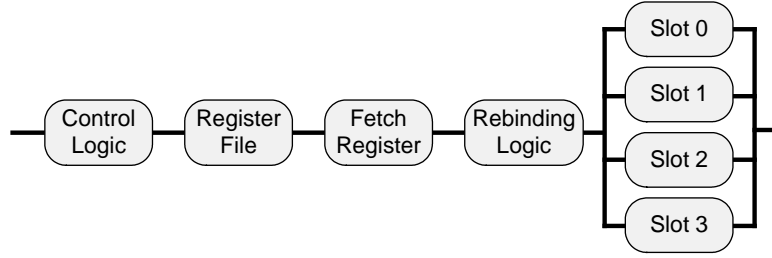 Control
Logic
Register
File
Fetch
Register
Rebinding
Logic
Slot 0
Slot 1
Slot 2
Slot 3